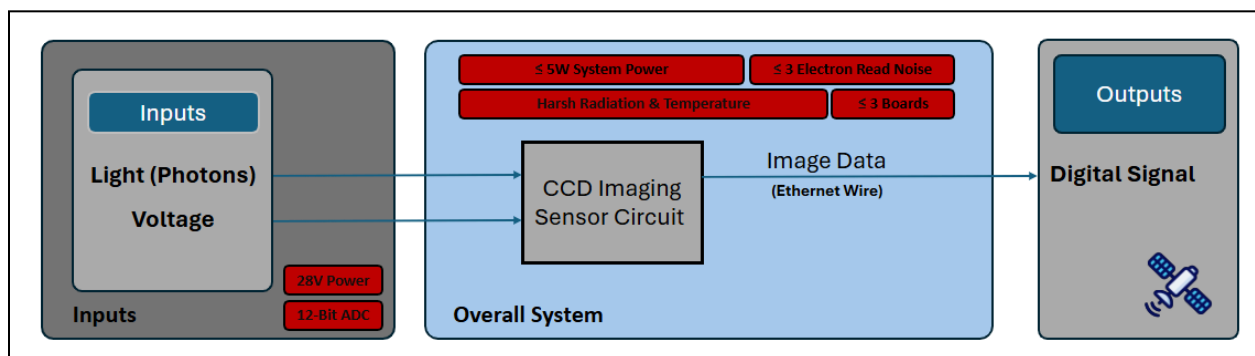 Inputs
Light (Photons)
Voltage
28V Power
12-Bit ADC
Inputs
≤ 5W System Power
≤ 3 Electron Read Noise
Harsh Radiation & Temperature
≤ 3 Boards
CCD Imaging
Sensor Circuit
Image Data
(Ethernet Wire)
Overall System
Outputs
Digital Signal